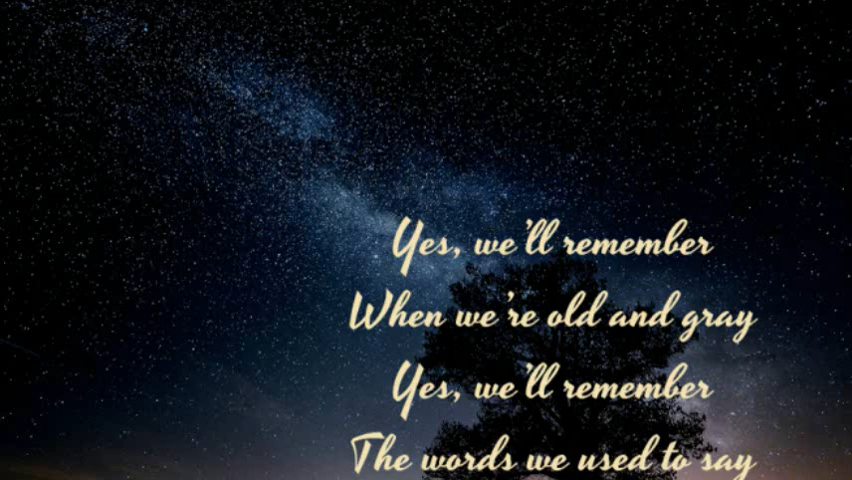 Yes, we'll remember
When we're old and gray
Yes, we'll remember
The words we used to say